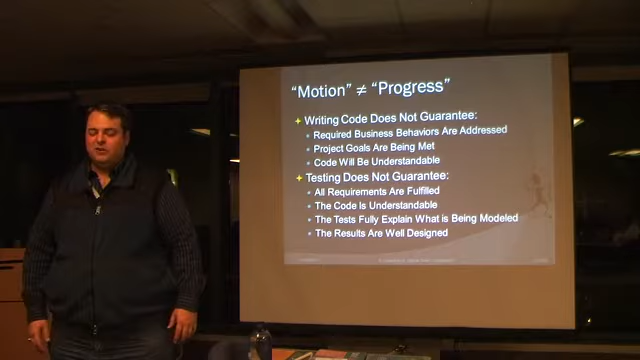 "Motion" ≠ "Progress"
Writing Code Does Not Guarantee:
Required Business Behaviors Are Addressed
Project Goals Are Being Met
Code Will Be Understandable
Testing Does Not Guarantee:
All Requirements Are Fulfilled
The Code Is Understandable
The Tests Fully Explain What is Being Modeled
The Results Are Well Designed